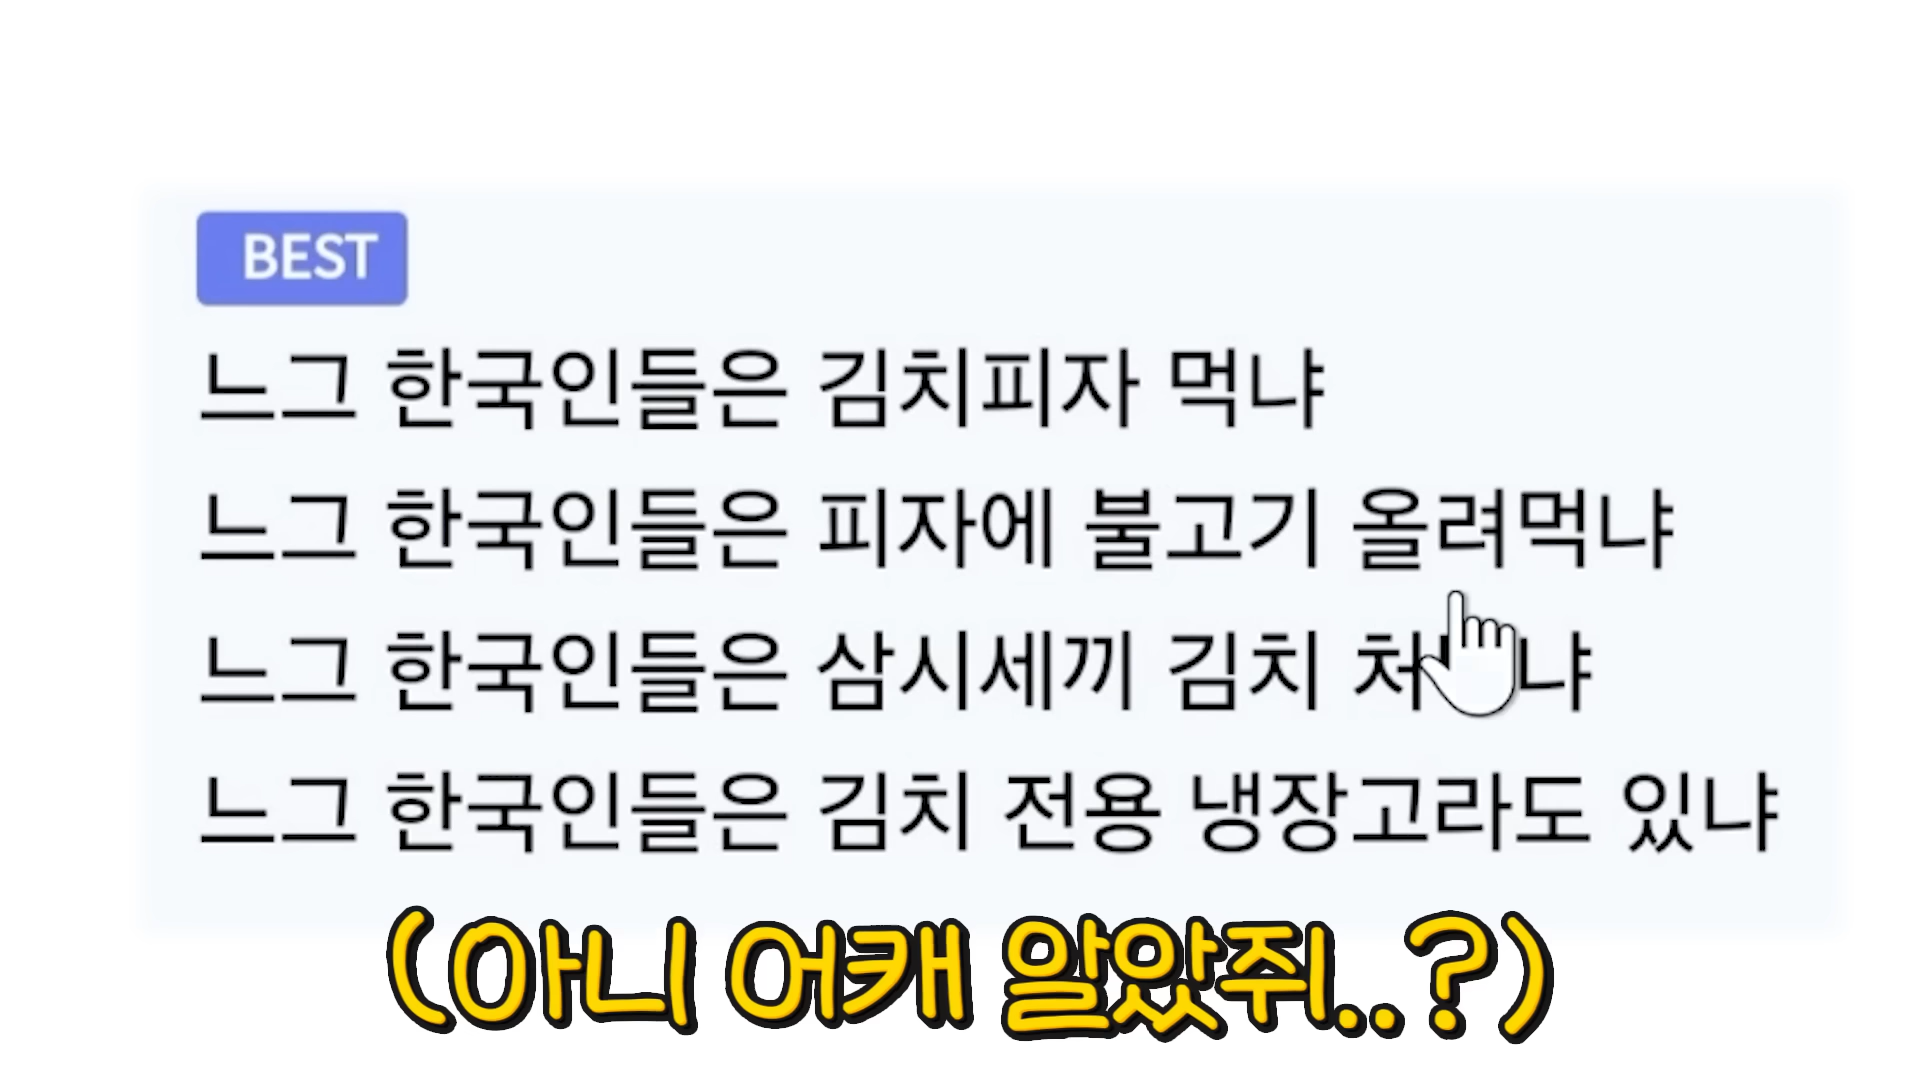 BEST
느그 한국인들은 김치피자 먹냐
느그 한국인들은 피자에 불고기 올려먹냐
느그 한국인들은 삼시세끼 김치
느그 한국인들은 김치 전용 냉장고라도 있냐
(아니 어캐 알았쥐..?)